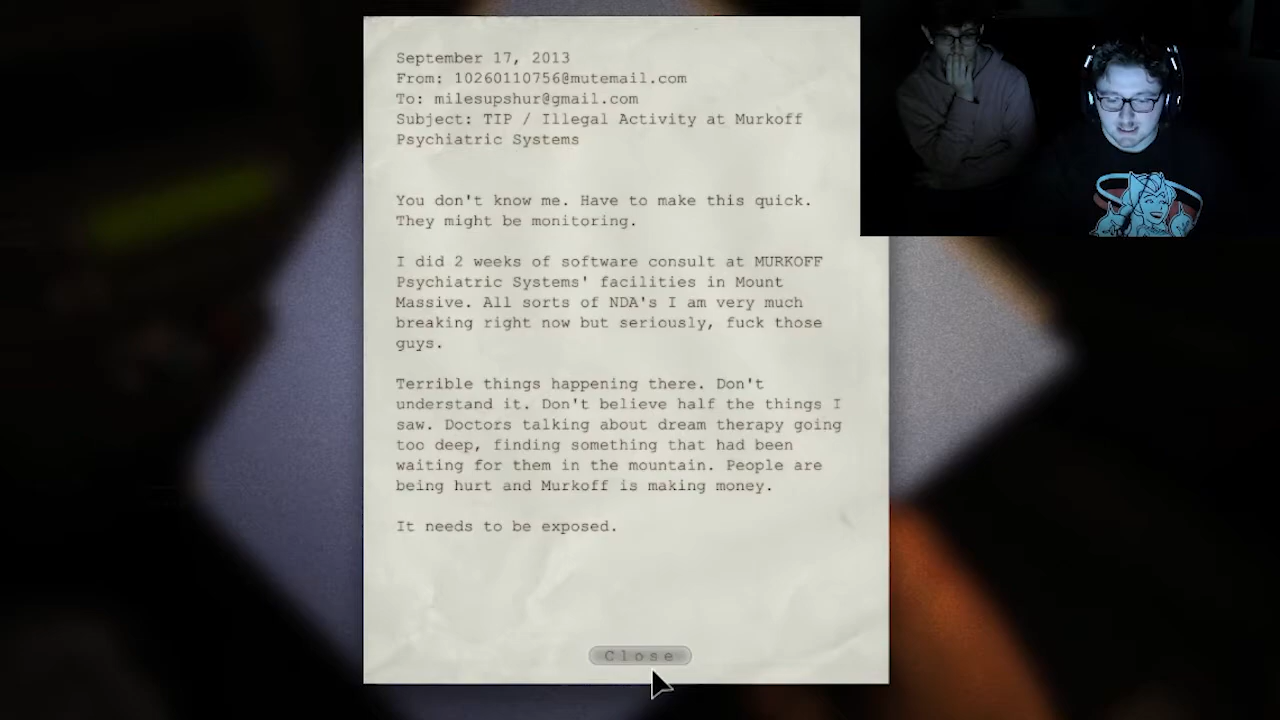 September 17, 2013
From: 10260110756@mutemail.com
To: milesupshur@gmail.com
Subject: TIP / Illegal Activity at Murkoff
Psychiatric Systems
You don't know me. Have to make this quick.
They might be monitoring.
I did 2 weeks of software consult at MURKOFF
Psychiatric Systems' facilities in Mount
Massive. All sorts of NDA's I am very much
breaking right now but seriously, fuck those
guys.
Terrible things happening there. Don't
understand it. Don't believe half the things I
saw. Doctors talking about dream therapy going
too deep, finding something that had been
waiting for them in the mountain. People are
being hurt and Murkoff is making money.
It needs to be exposed.
Close